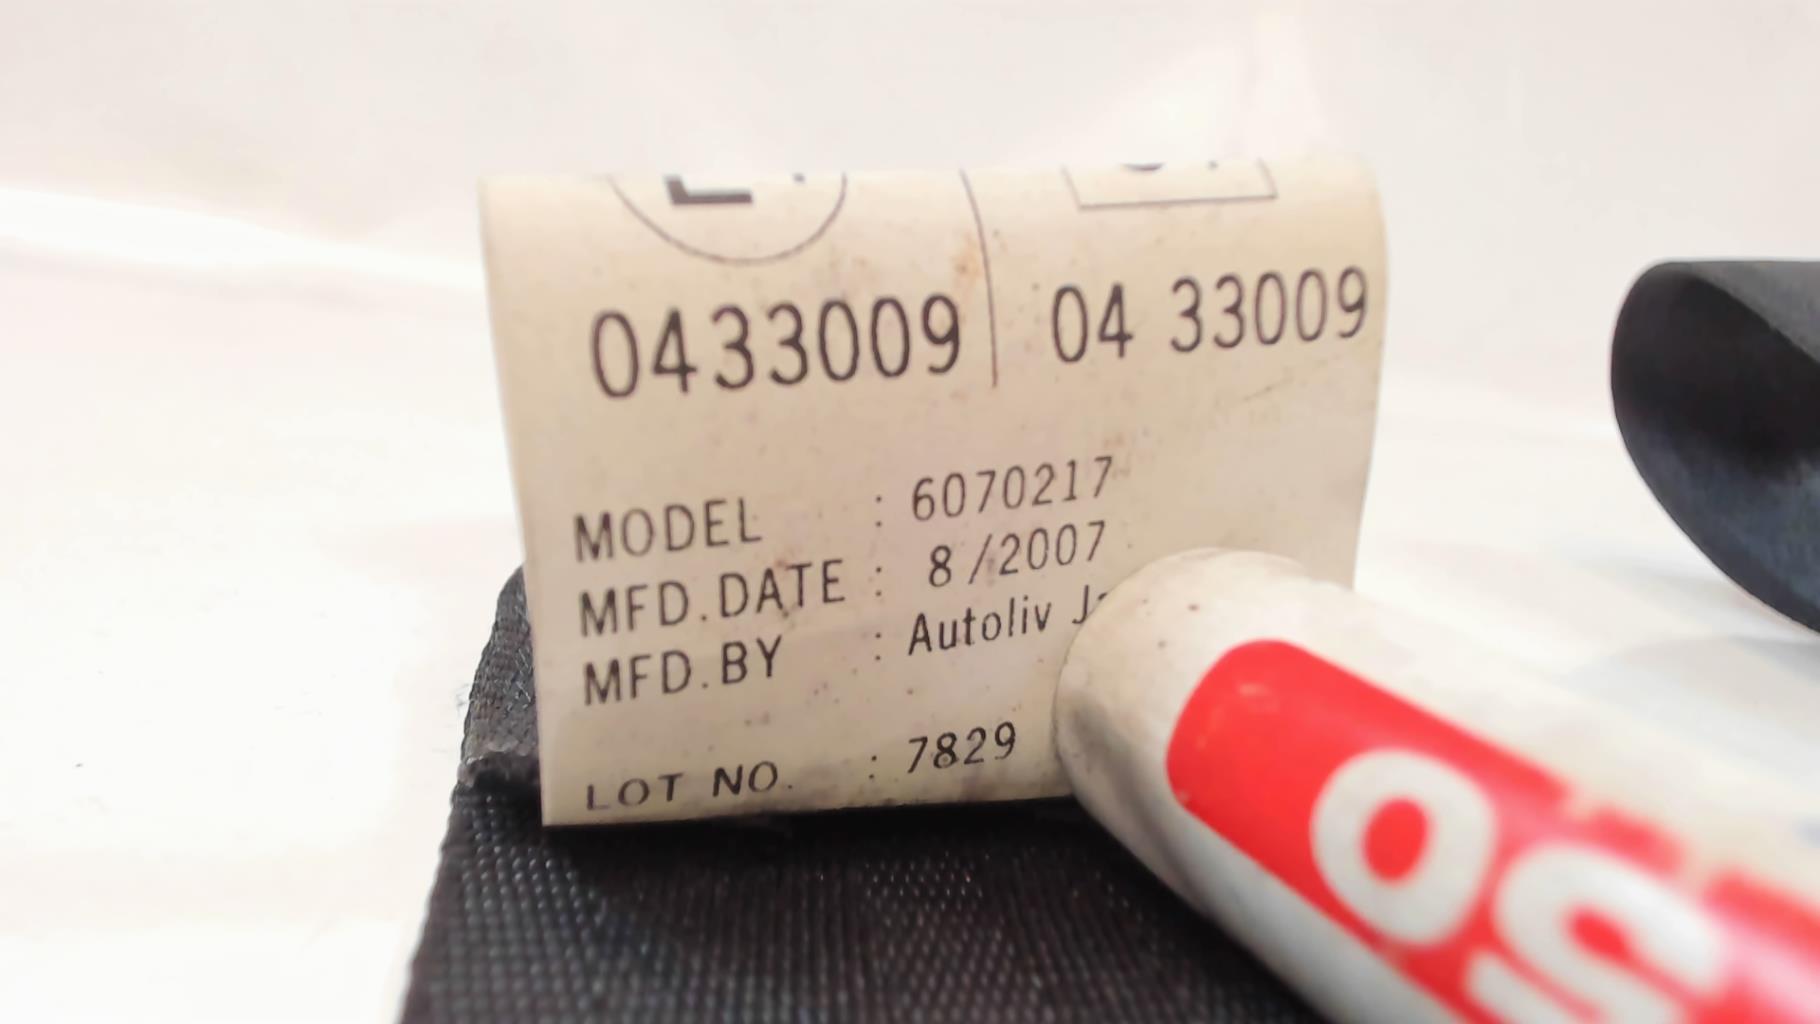 0433009 04 33009
MODEL : 6070217
MFD.DATE : 8/2007
MFD.BY : Autoliv
LOT NO. : 7829